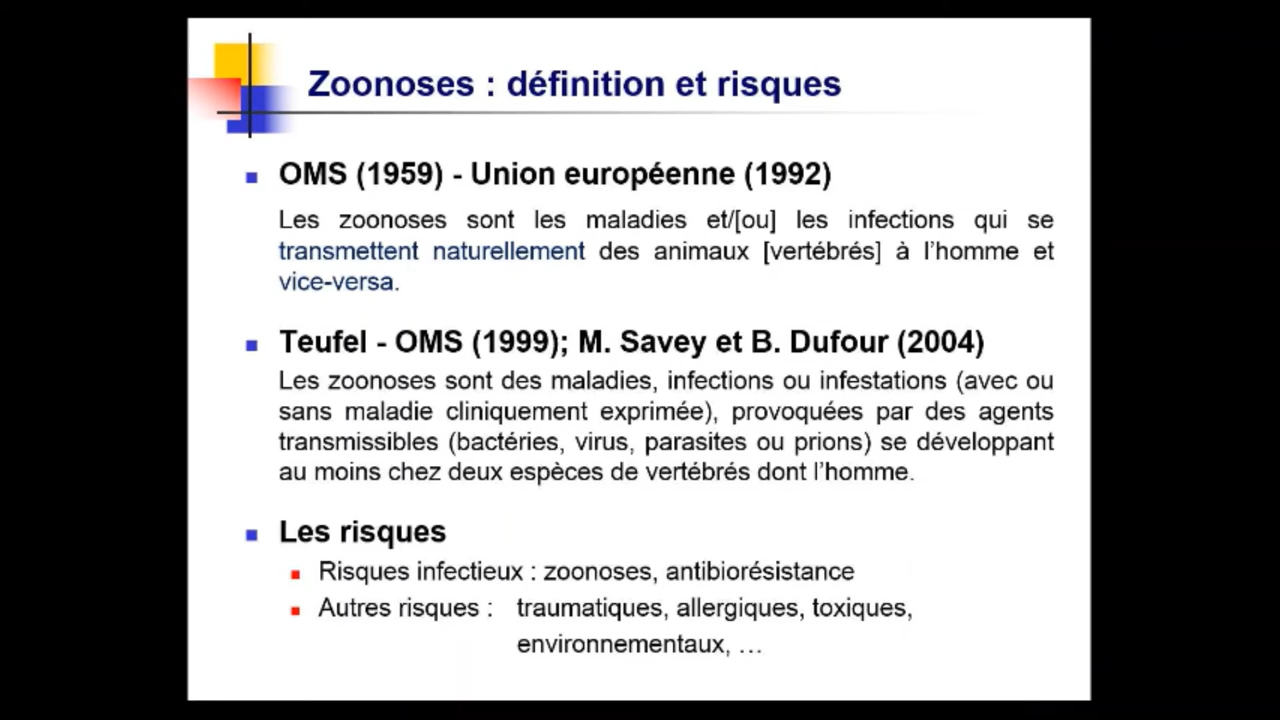 Zoonoses : définition et risques
OMS (1959) - Union européenne (1992)
Les zoonoses sont les maladies et/[ou] les infections qui se
transmettent naturellement des animaux [vertébrés] à l'homme et
vice-versa.
Teufel - OMS (1999); M. Savey et B. Dufour (2004)
Les zoonoses sont des maladies, infections ou infestations (avec ou
sans maladie cliniquement exprimée), provoquées par des agents
transmissibles (bactéries, virus, parasites ou prions) se développant
au moins chez deux espèces de vertébrés dont l'homme.
Les risques
Risques infectieux : zoonoses, antibiorésistance
Autres risques : traumatiques, allergiques, toxiques,
environnementaux, …